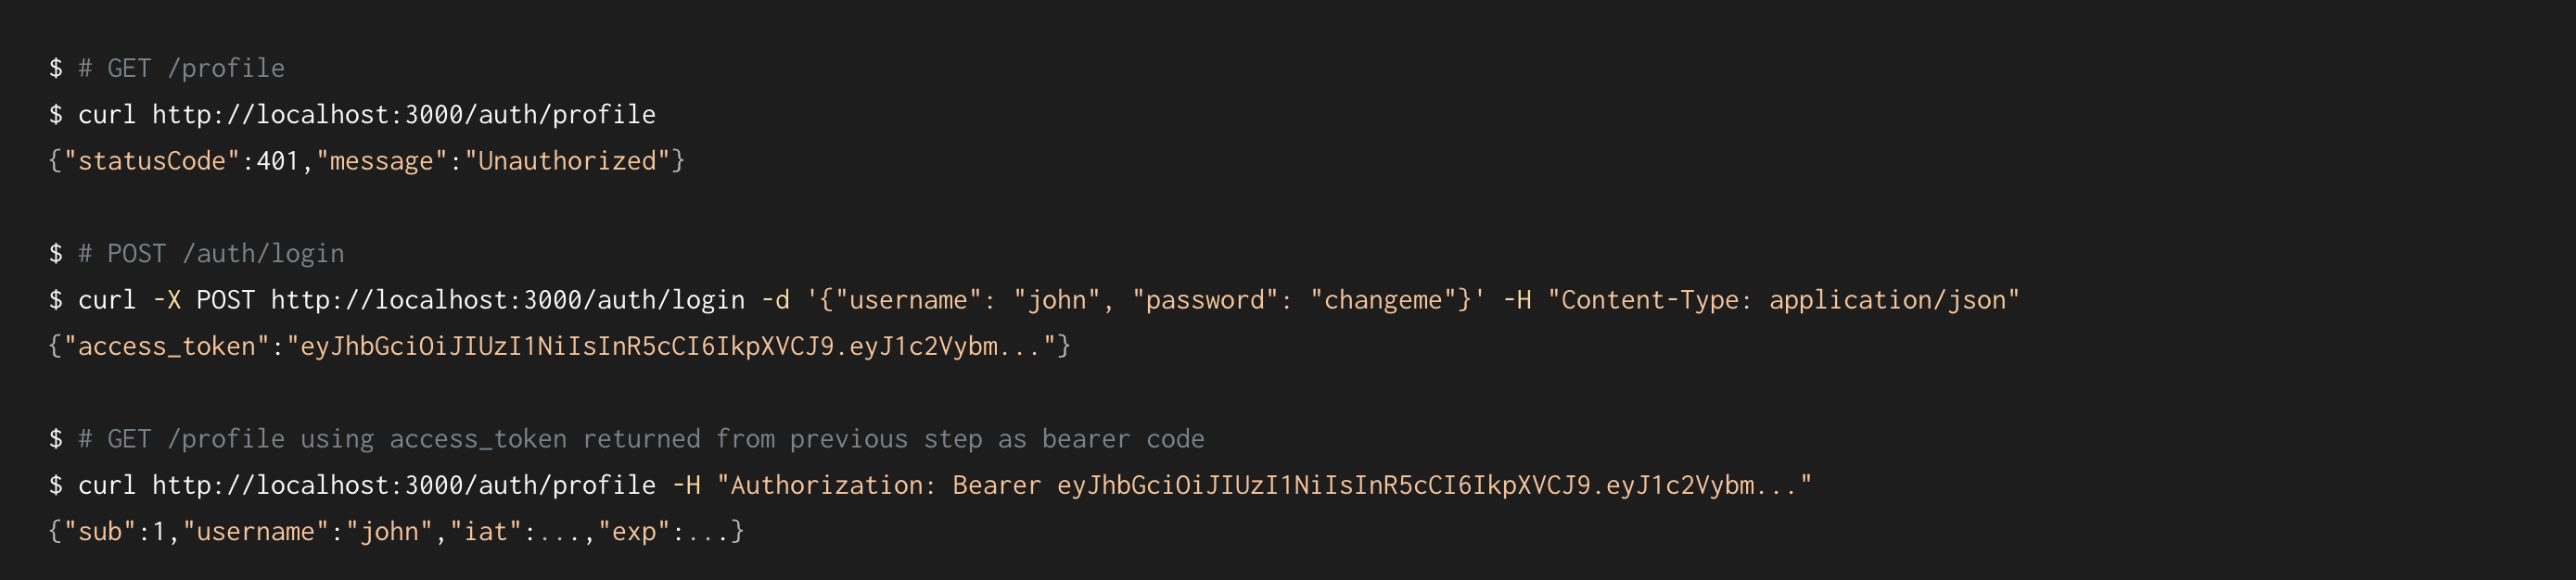 $ # GET /profile
$ curl http://localhost:3000/auth/profile
{"statusCode":401,"message":"Unauthorized"}
$ # POST /auth/login
$ curl -X POST http://localhost:3000/auth/login -d '{"username": "john", "password": "changeme"}' -H "Content-Type: application/json"
{"access_token":"eyJhbGciOiJIUzI1NiIsInR5cCI6IkpXVCJ9.eyJ1c2Vybm..."}
$ # GET /profile using access_token returned from previous step as bearer code
$ curl http://localhost:3000/auth/profile -H "Authorization: Bearer eyJhbGciOiJIUzI1NiIsInR5cCI6IkpXVCJ9.eyJ1c2Vybm..."
{"sub":1,"username":"john","iat":...,"exp":...}